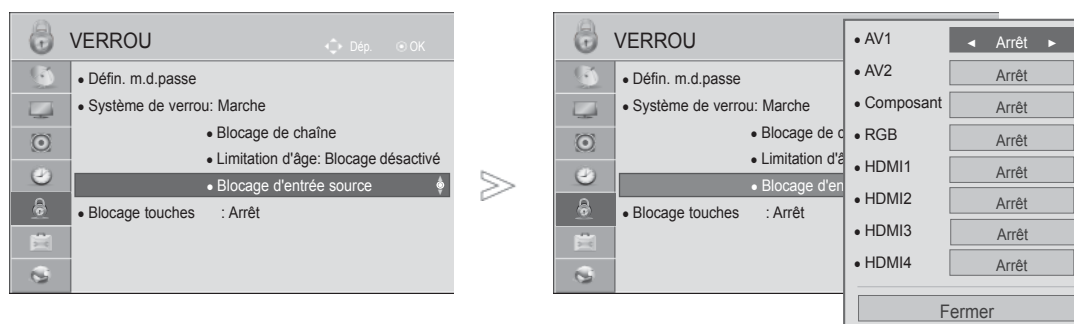 VERROU
Dép. OK
• Défin. m.d.passe
• Système de verrou: Marche
• Blocage de chaîne
• Limitation d'âge: Blocage désactivé
• Blocage d'entrée source
• Blocage touches : Arrêt
>>
VERROU
• Défin. m.d.passe
• Système de verrou: Marche
• Blocage de c
• Limitation d'â
• Blocage d'en
• Blocage touches : Arrêt
• AV1 ◄ Arrêt ►
• AV2 Arrêt
• Composant Arrêt
• RGB Arrêt
• HDMI1 Arrêt
• HDMI2 Arrêt
• HDMI3 Arrêt
• HDMI4 Arrêt
Fermer